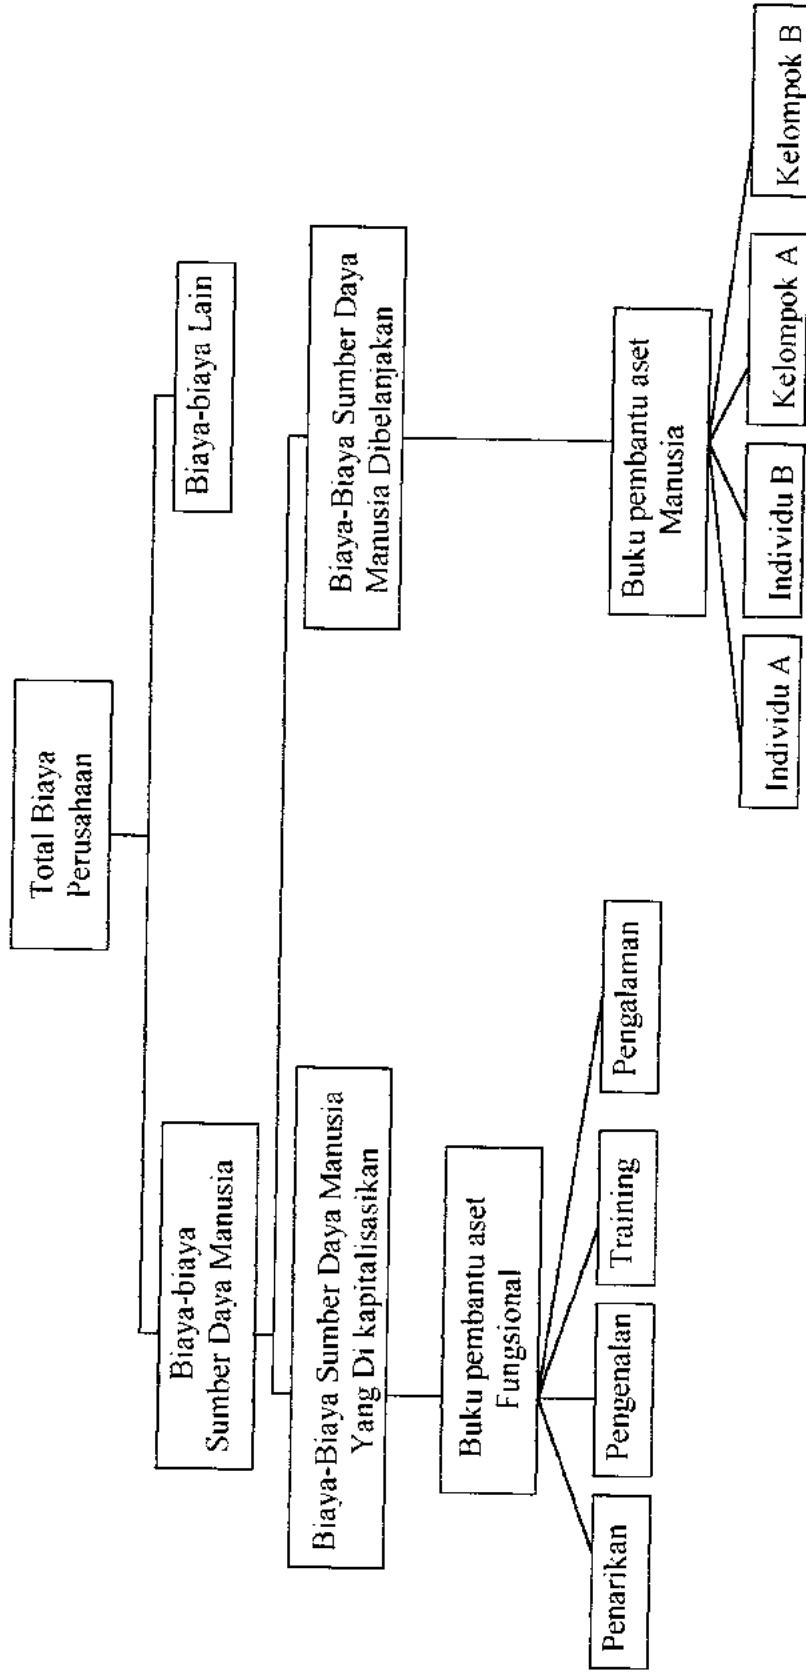 Total Biaya
Perusahaan
Biaya-biaya
Sumber Daya Manusia
Biaya-biaya Lain
Biaya-Biaya Sumber Daya Manusia
Yang Di kapitalisasikan
Biaya-Biaya Sumber Daya
Manusia Dibelanjakan
Buku pembantu aset
Fungsional
Buku pembantu aset
Manusia
Penarikan
Pengenalan
Training
Pengalaman
Individu A
Individu B
Kelompok A
Kelompok B